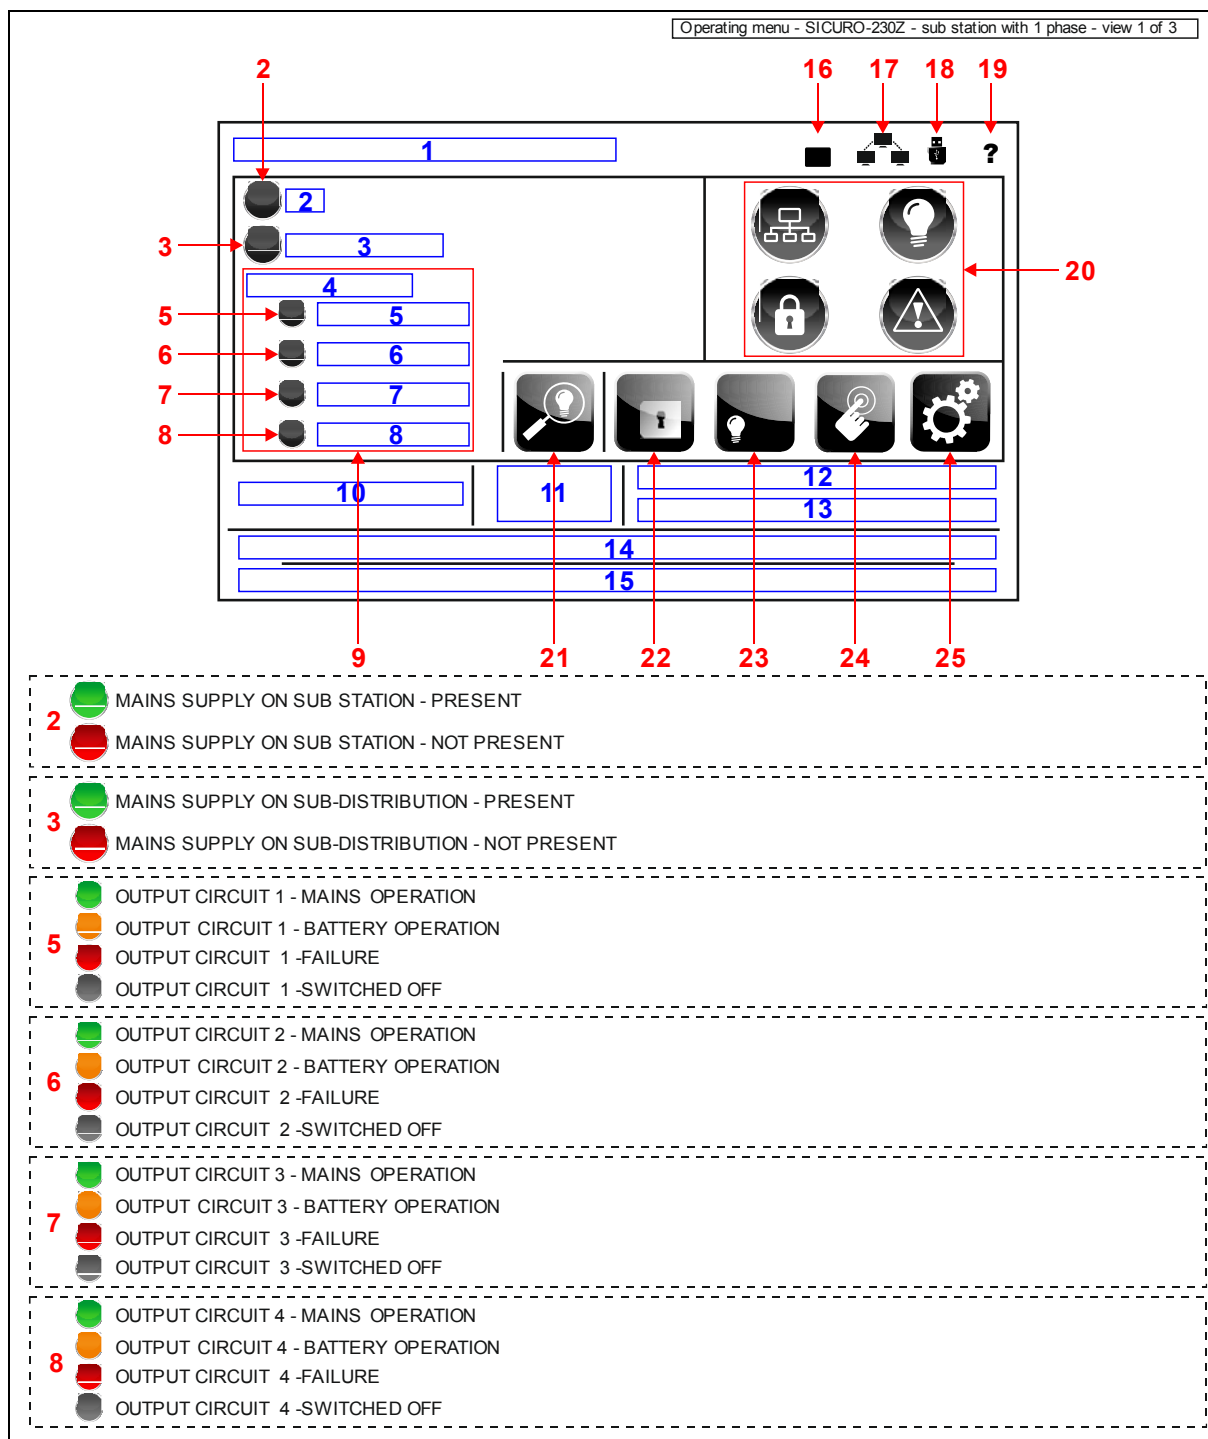 Operating menu - SICURO-230Z - sub station with 1 phase - view 1 of 3
2 16 17 18 19
1
?
2
3 3
20
4
5 5
6 6
7 7
8 8
12
10 11
13
14
15
9 21 22 23 24 25
2
MAINS SUPPLY ON SUB STATION - PRESENT
MAINS SUPPLY ON SUB STATION - NOT PRESENT
3
MAINS SUPPLY ON SUB-DISTRIBUTION - PRESENT
MAINS SUPPLY ON SUB-DISTRIBUTION - NOT PRESENT
5
OUTPUT CIRCUIT 1 - MAINS OPERATION
OUTPUT CIRCUIT 1 - BATTERY OPERATION
OUTPUT CIRCUIT 1 -FAILURE
OUTPUT CIRCUIT 1 -SWITCHED OFF
6
OUTPUT CIRCUIT 2 - MAINS OPERATION
OUTPUT CIRCUIT 2 - BATTERY OPERATION
OUTPUT CIRCUIT 2 -FAILURE
OUTPUT CIRCUIT 2 -SWITCHED OFF
7
OUTPUT CIRCUIT 3 - MAINS OPERATION
OUTPUT CIRCUIT 3 - BATTERY OPERATION
OUTPUT CIRCUIT 3 -FAILURE
OUTPUT CIRCUIT 3 -SWITCHED OFF
8
OUTPUT CIRCUIT 4 - MAINS OPERATION
OUTPUT CIRCUIT 4 - BATTERY OPERATION
OUTPUT CIRCUIT 4 -FAILURE
OUTPUT CIRCUIT 4 -SWITCHED OFF